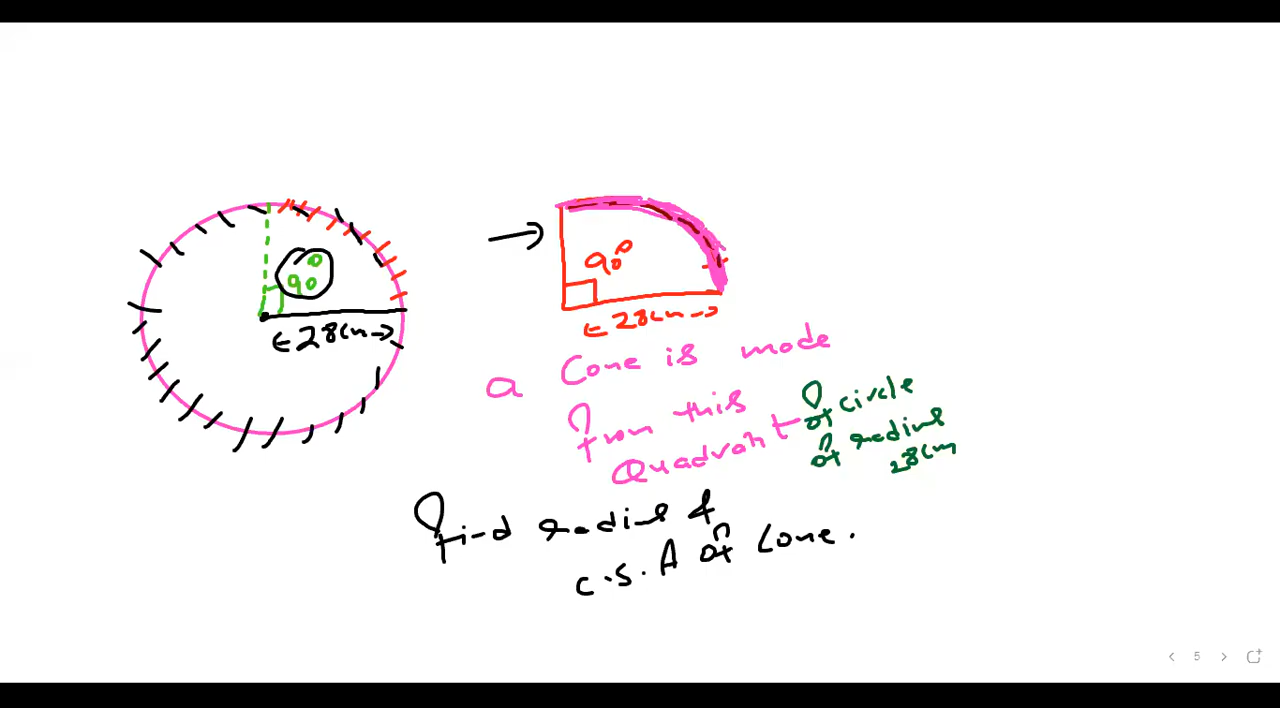 90°
← 28cm →
90°
← 28cm →
a Cone is made
from this
Quadrant of circle
of radius
28cm
find radius &
C.S.A of Cone.
5